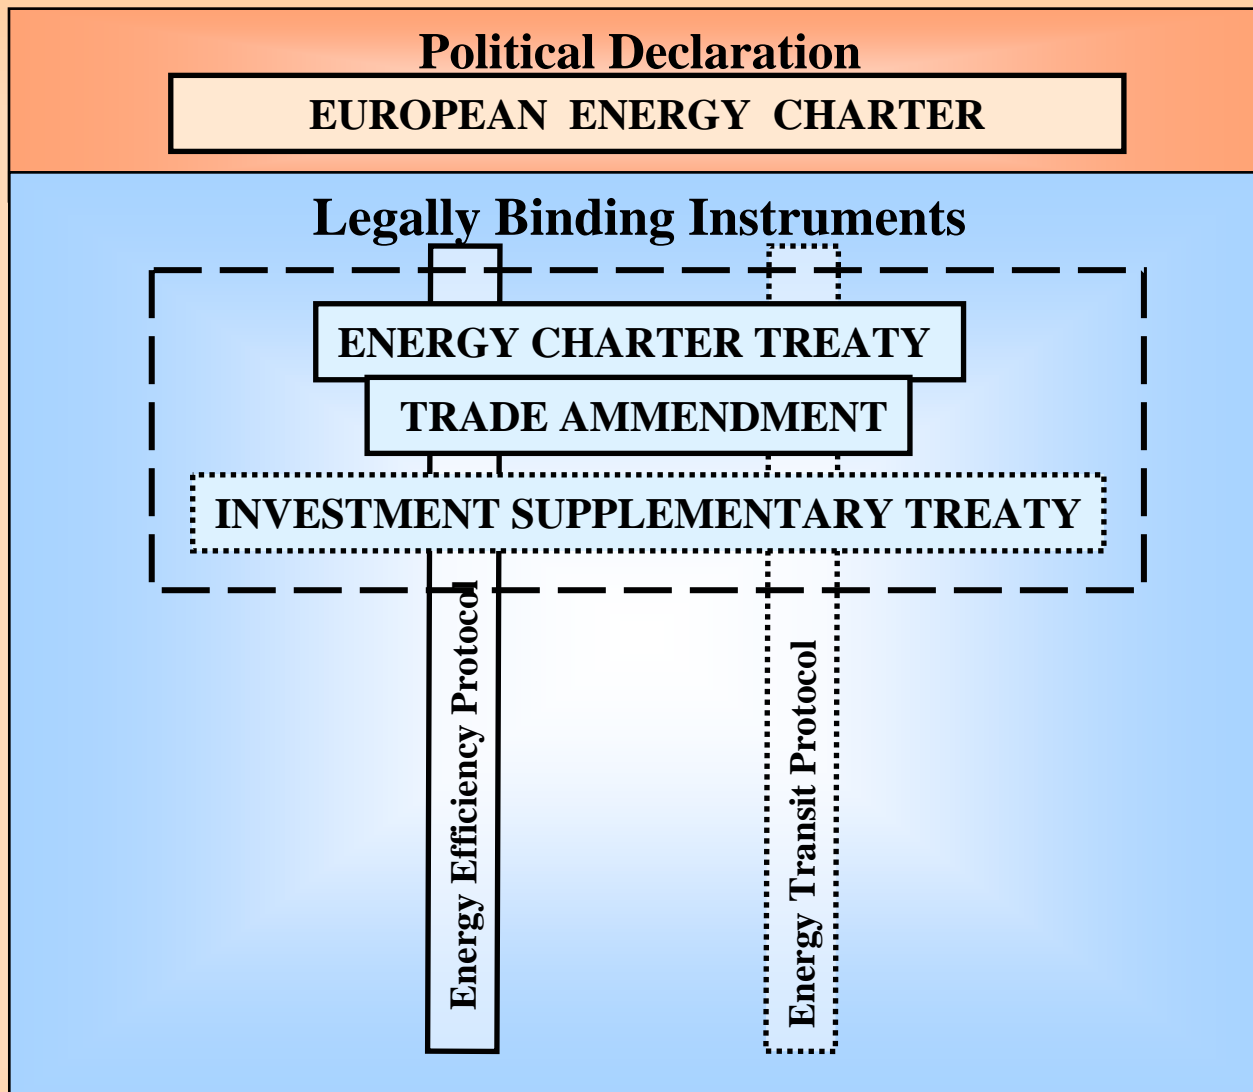 Political Declaration
EUROPEAN ENERGY CHARTER
Legally Binding Instruments
ENERGY CHARTER TREATY
TRADE AMMENDMENT
INVESTMENT SUPPLEMENTARY TREATY
Energy Efficiency Protocol
Energy Transit Protocol